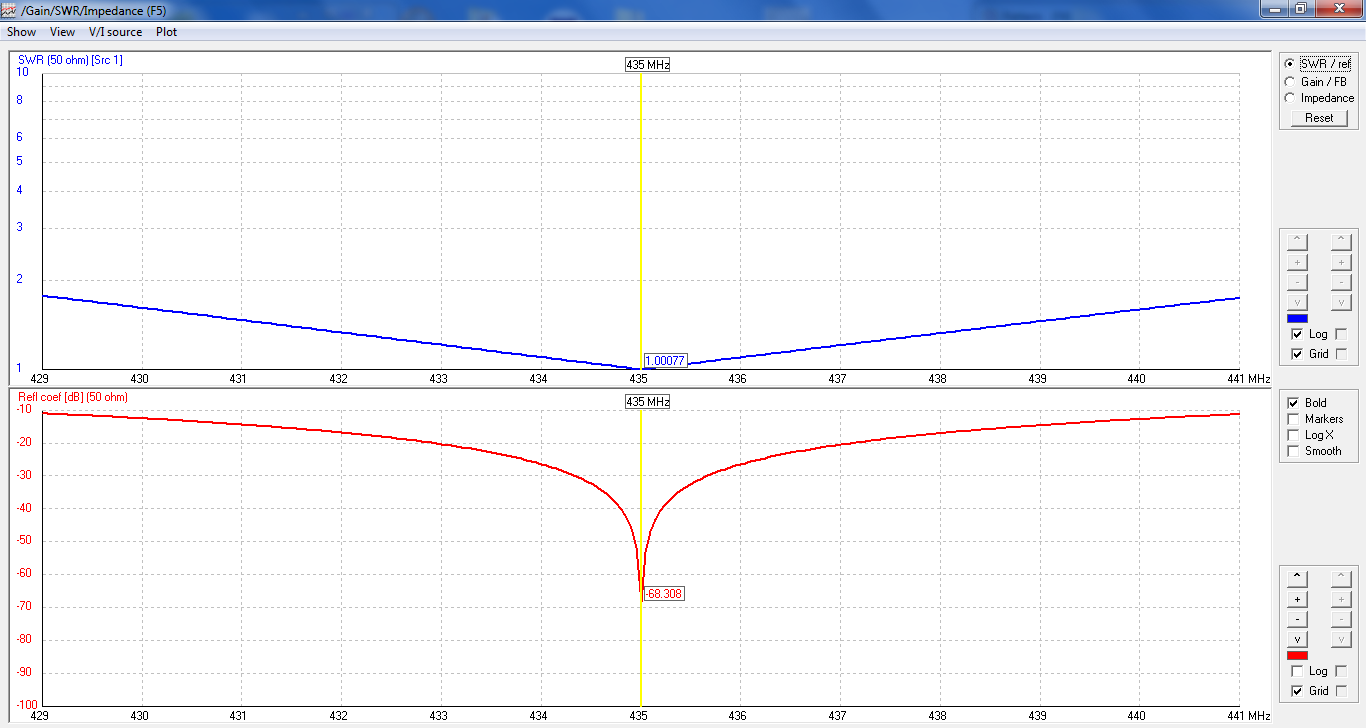 /Gain/SWR/Impedance (F5)
Show View V/I source Plot
SWR (50 ohm) [Src 1]
435 MHz
10
8
6
5
4
3
2
1
1.00077
429 430 431 432 433 434 435 436 437 438 439 440 441 MHz
Refl coef [dB] (50 ohm)
435 MHz
-10
-20
-30
-40
-50
-60
-70
-80
-90
-100
-68.308
429 430 431 432 433 434 435 436 437 438 439 440 441 MHz
SWR / ref
Gain / FB
Impedance
Reset
^ ^
+ +
- -
v v
Log
Grid
Bold
Markers
Log X
Smooth
^ ^
+ +
- -
v v
Log
Grid